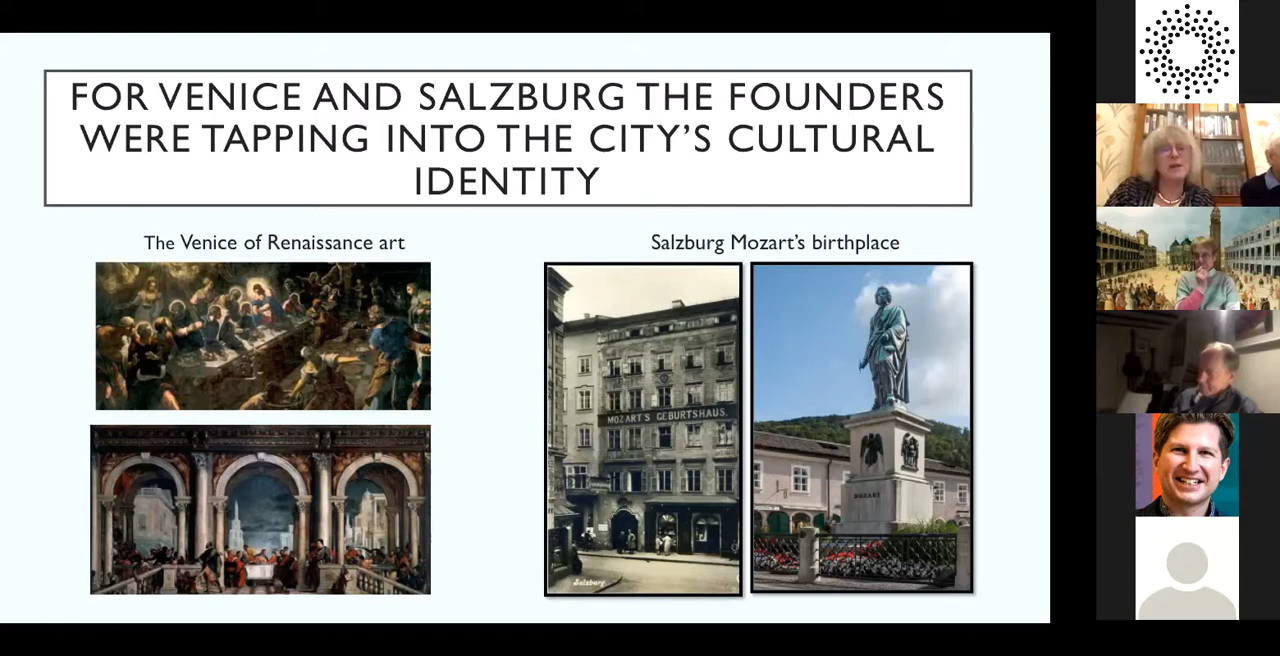 FOR VENICE AND SALZBURG THE FOUNDERS
WERE TAPPING INTO THE CITY'S CULTURAL
IDENTITY
The Venice of Renaissance art
Salzburg Mozart's birthplace
MOZART'S GEBURTSHAUS.
MOZART
Salzburg